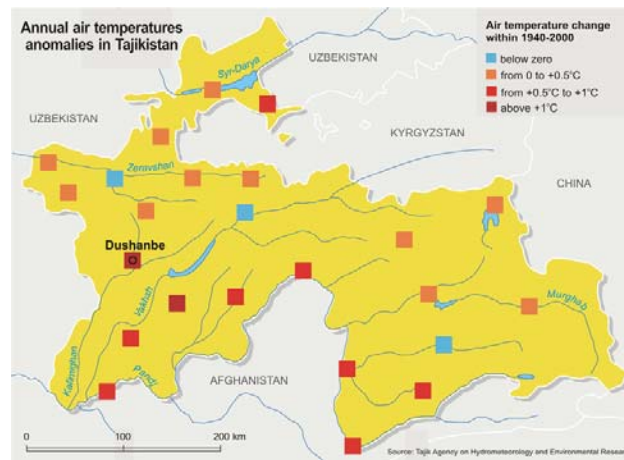 Annual air temperatures
anomalies in Tajikistan
Air temperature change
within 1940-2000
below zero
from 0 to +0.5°C
from +0.5°C to +1°C
above +1°C
UZBEKISTAN
Syr-Darya
UZBEKISTAN
KYRGYZSTAN
Zeravshan
CHINA
Dushanbe
Vakhsh
Murghab
Kafirnighan
Pandj
AFGHANISTAN
0 100 200 km
Source: Tajik Agency on Hydrometeorology and Environmental Resea